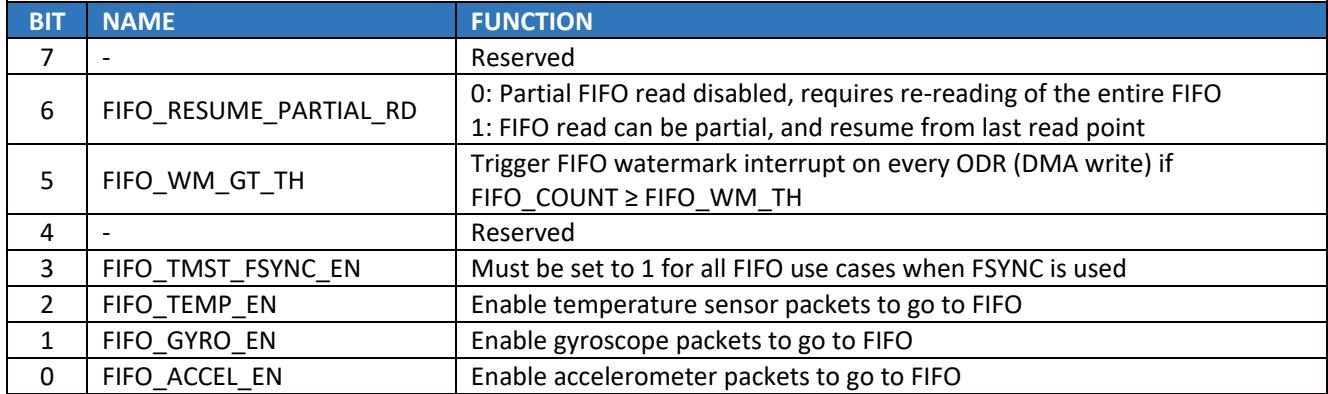 BIT NAME FUNCTION
7 - Reserved
6 FIFO_RESUME_PARTIAL_RD 0: Partial FIFO read disabled, requires re-reading of the entire FIFO
1: FIFO read can be partial, and resume from last read point
5 FIFO_WM_GT_TH Trigger FIFO watermark interrupt on every ODR (DMA write) if
FIFO_COUNT ≥ FIFO_WM_TH
4 - Reserved
3 FIFO_TMST_FSYNC_EN Must be set to 1 for all FIFO use cases when FSYNC is used
2 FIFO_TEMP_EN Enable temperature sensor packets to go to FIFO
1 FIFO_GYRO_EN Enable gyroscope packets to go to FIFO
0 FIFO_ACCEL_EN Enable accelerometer packets to go to FIFO